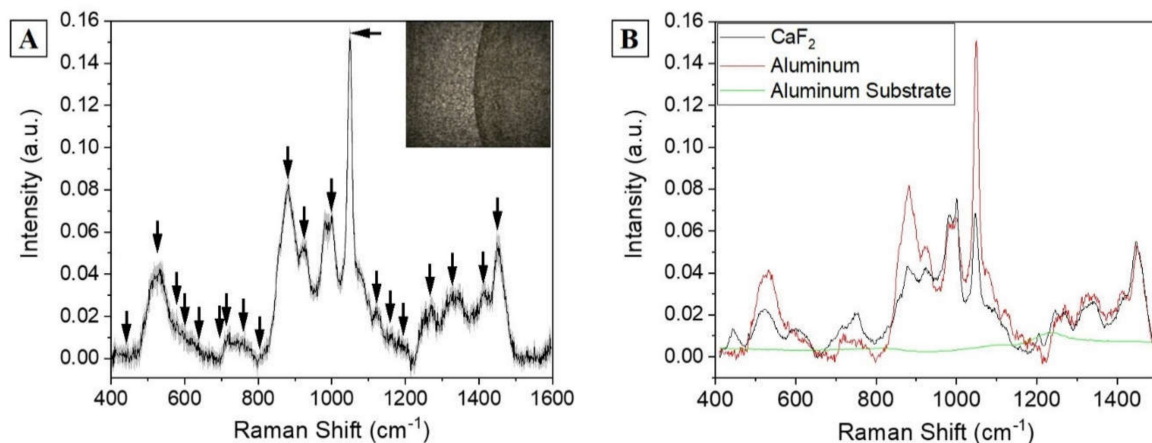 A
0.16
0.14
0.12
0.10
0.08
0.06
0.04
0.02
0.00
Intensity (a.u.)
400 600 800 1000 1200 1400 1600
Raman Shift (cm⁻¹)
B
0.16
0.14
0.12
0.10
0.08
0.06
0.04
0.02
0.00
Intansity (a.u.)
CaF₂
Aluminum
Aluminum Substrate
400 600 800 1000 1200 1400
Raman Shift (cm⁻¹)